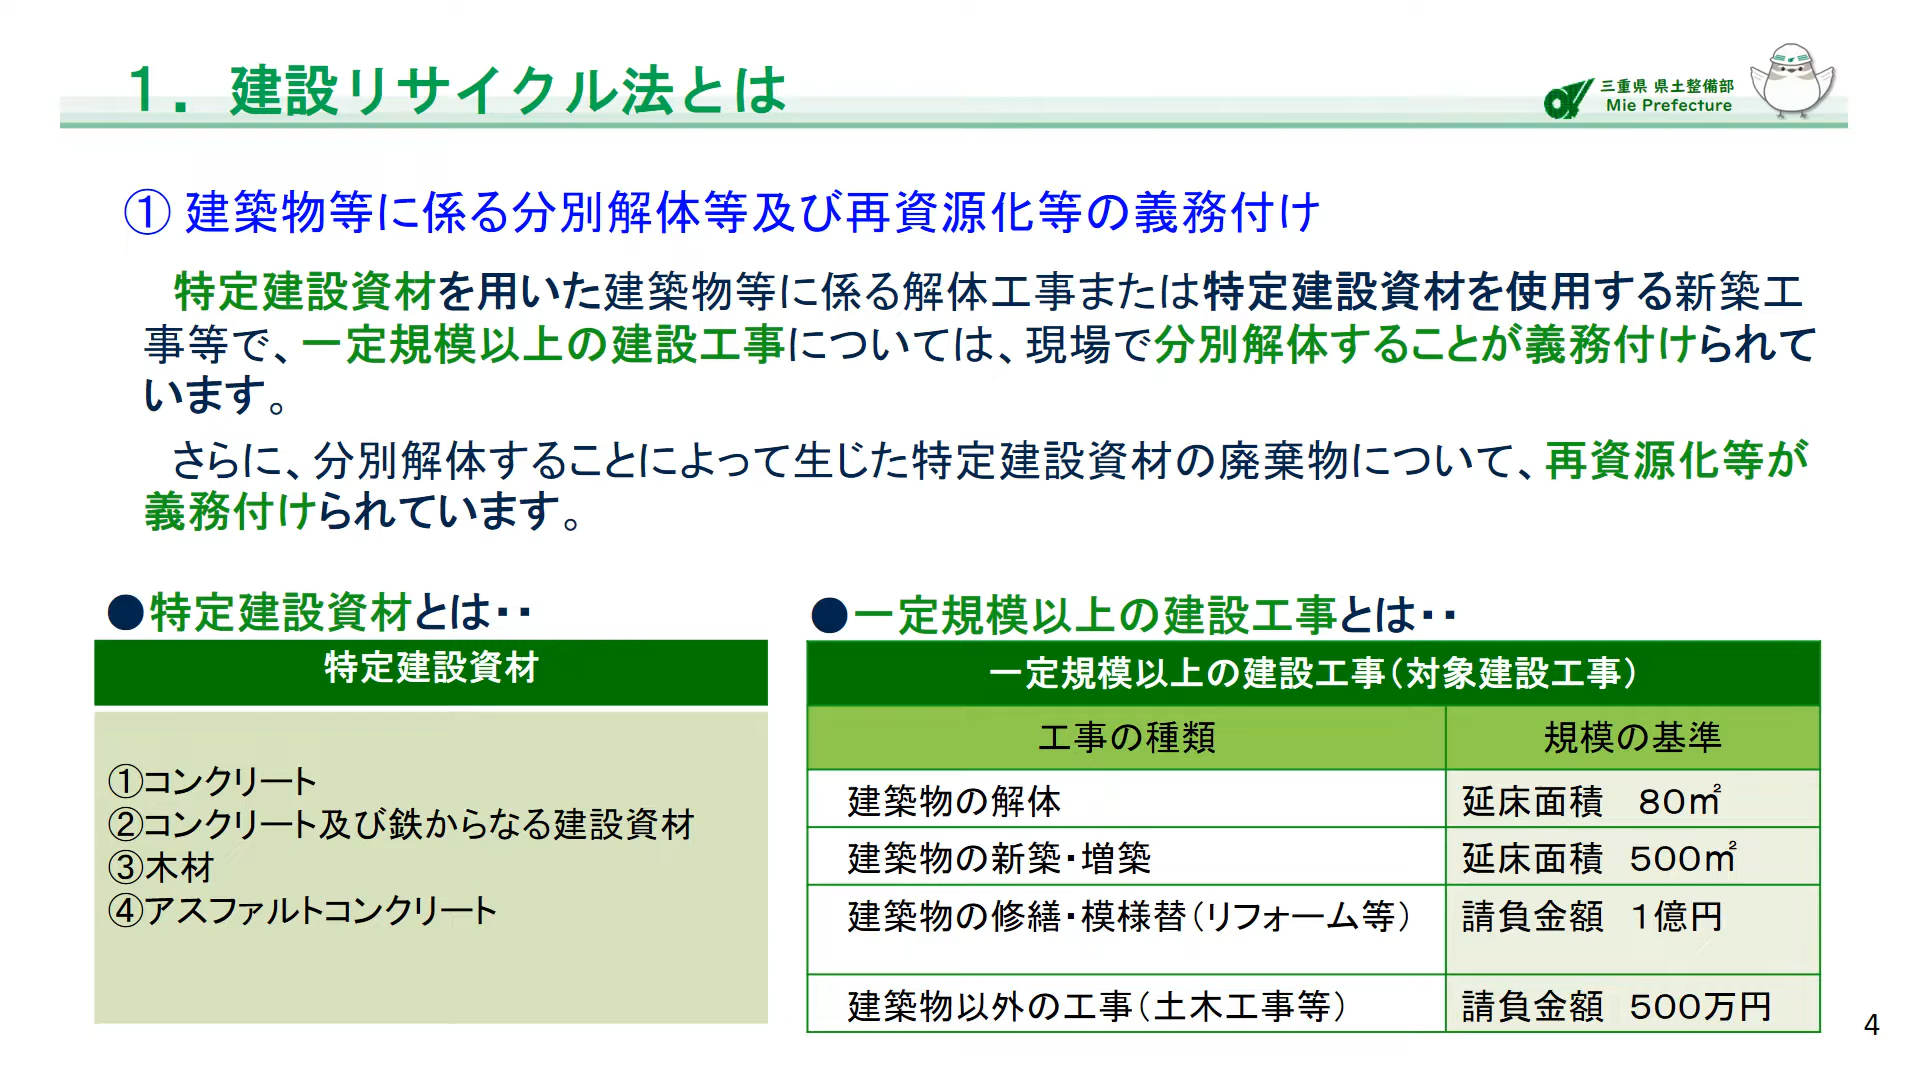 １．建設リサイクル法とは
三重県 県土整備部
Mie Prefecture
① 建築物等に係る分別解体等及び再資源化等の義務付け
特定建設資材を用いた建築物等に係る解体工事または特定建設資材を使用する新築工
事等で、一定規模以上の建設工事については、現場で分別解体することが義務付けられて
います。
さらに、分別解体することによって生じた特定建設資材の廃棄物について、再資源化等が
義務付けられています。
●特定建設資材とは・・
特定建設資材
①コンクリート
②コンクリート及び鉄からなる建設資材
③木材
④アスファルトコンクリート
●一定規模以上の建設工事とは・・
一定規模以上の建設工事（対象建設工事）
工事の種類 規模の基準
建築物の解体 延床面積　８０㎡
建築物の新築・増築 延床面積　５００㎡
建築物の修繕・模様替（リフォーム等） 請負金額　１億円
建築物以外の工事（土木工事等） 請負金額　５００万円
4